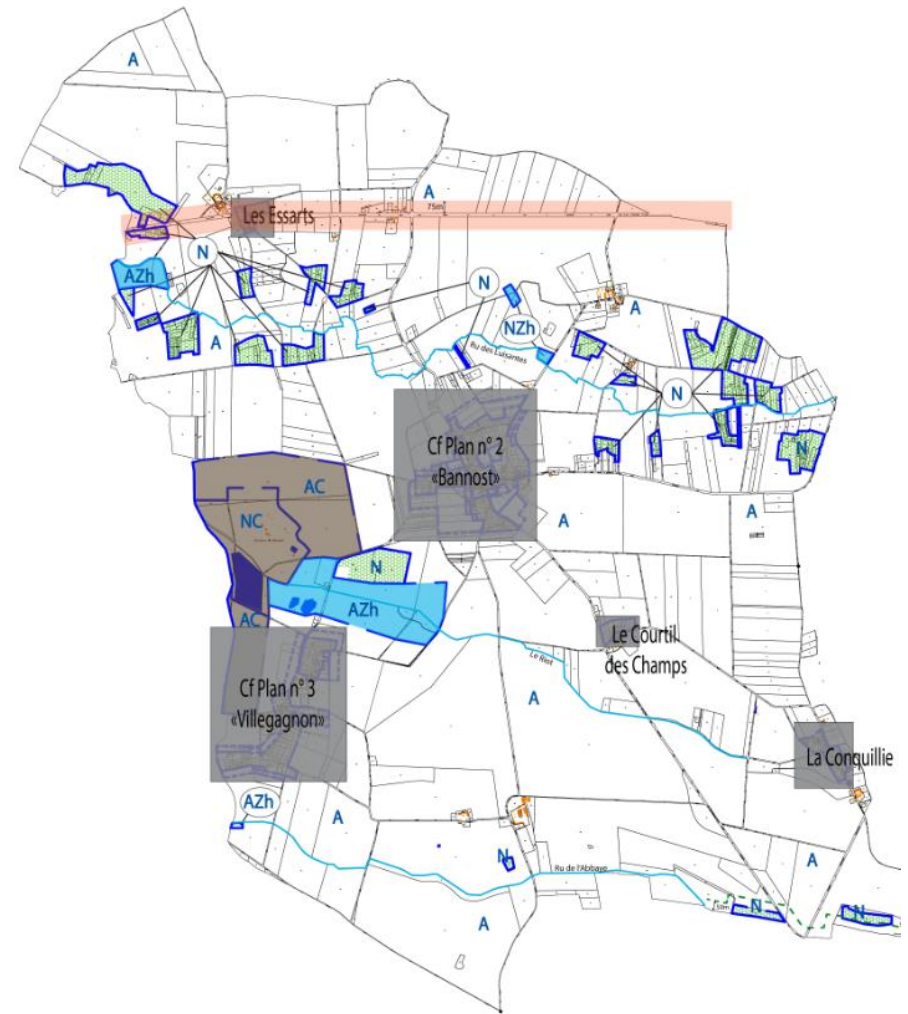 A
A
75m
Les Essarts
N
AZh
N
NZh
A
A
Ru des Luisantes
N
Cf Plan n° 2
«Bannost»
N
AC
NC
A
A
N
AZh
AC
Le Courtil
des Champs
Le Rist
Cf Plan n° 3
«Villegagnon»
A
La Conquillie
AZh
A
N
A
Ru de l'Abbaye
N
N
A